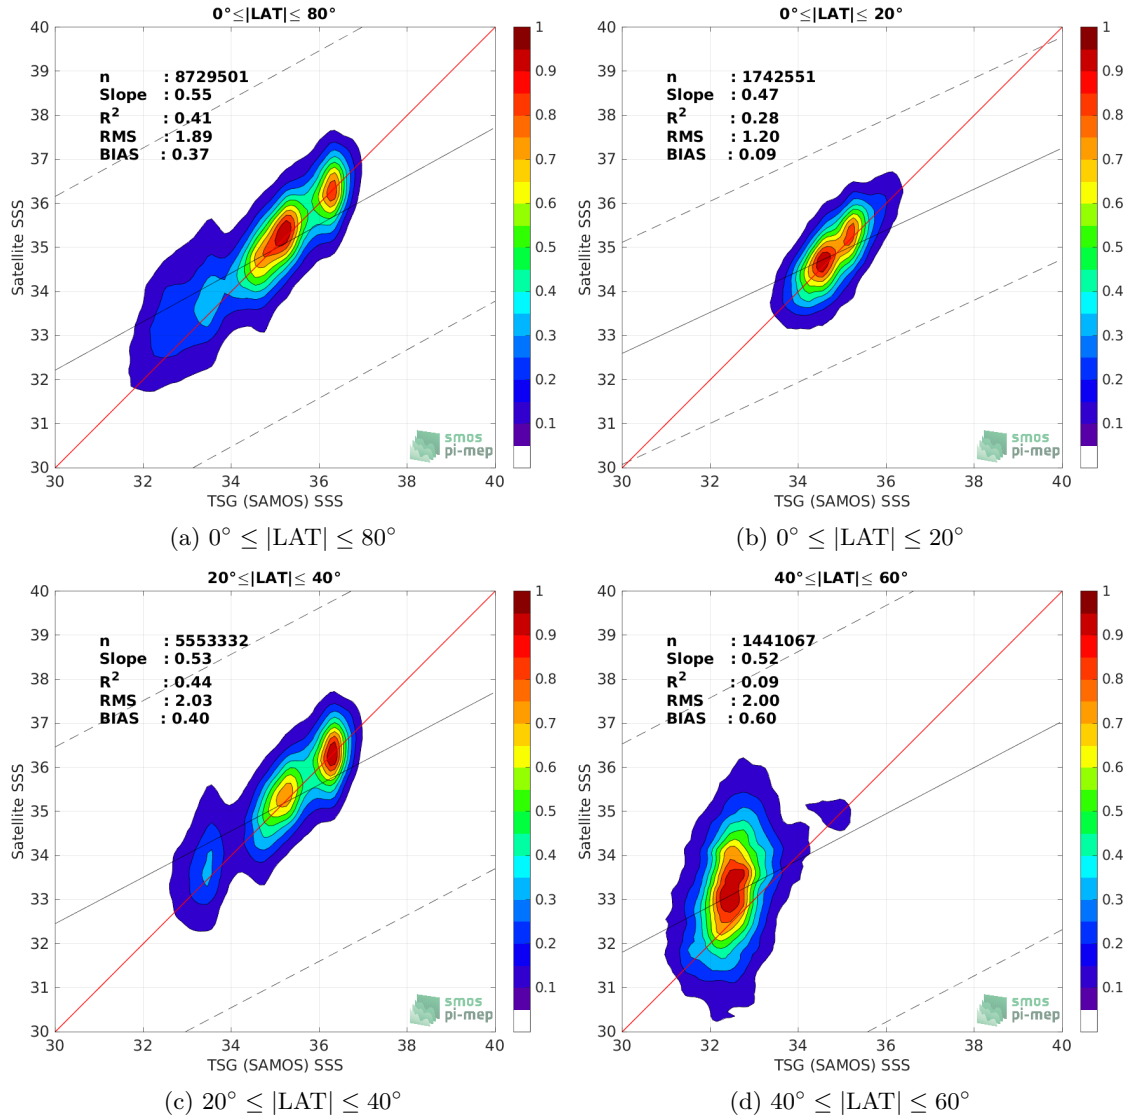 0°≤|LAT|≤ 80°
n : 8729501
Slope : 0.55
R² : 0.41
RMS : 1.89
BIAS : 0.37
Satellite SSS
40
39
38
37
36
35
34
33
32
31
30
30 32 34 36 38 40
TSG (SAMOS) SSS
1
0.9
0.8
0.7
0.6
0.5
0.4
0.3
0.2
0.1
smos
pi-mep
(a) 0° ≤ |LAT| ≤ 80°
0°≤|LAT|≤ 20°
n : 1742551
Slope : 0.47
R² : 0.28
RMS : 1.20
BIAS : 0.09
Satellite SSS
40
39
38
37
36
35
34
33
32
31
30
30 32 34 36 38 40
TSG (SAMOS) SSS
1
0.9
0.8
0.7
0.6
0.5
0.4
0.3
0.2
0.1
smos
pi-mep
(b) 0° ≤ |LAT| ≤ 20°
20°≤|LAT|≤ 40°
n : 5553332
Slope : 0.53
R² : 0.44
RMS : 2.03
BIAS : 0.40
Satellite SSS
40
39
38
37
36
35
34
33
32
31
30
30 32 34 36 38 40
TSG (SAMOS) SSS
1
0.9
0.8
0.7
0.6
0.5
0.4
0.3
0.2
0.1
smos
pi-mep
(c) 20° ≤ |LAT| ≤ 40°
40°≤|LAT|≤ 60°
n : 1441067
Slope : 0.52
R² : 0.09
RMS : 2.00
BIAS : 0.60
Satellite SSS
40
39
38
37
36
35
34
33
32
31
30
30 32 34 36 38 40
TSG (SAMOS) SSS
1
0.9
0.8
0.7
0.6
0.5
0.4
0.3
0.2
0.1
smos
pi-mep
(d) 40° ≤ |LAT| ≤ 60°